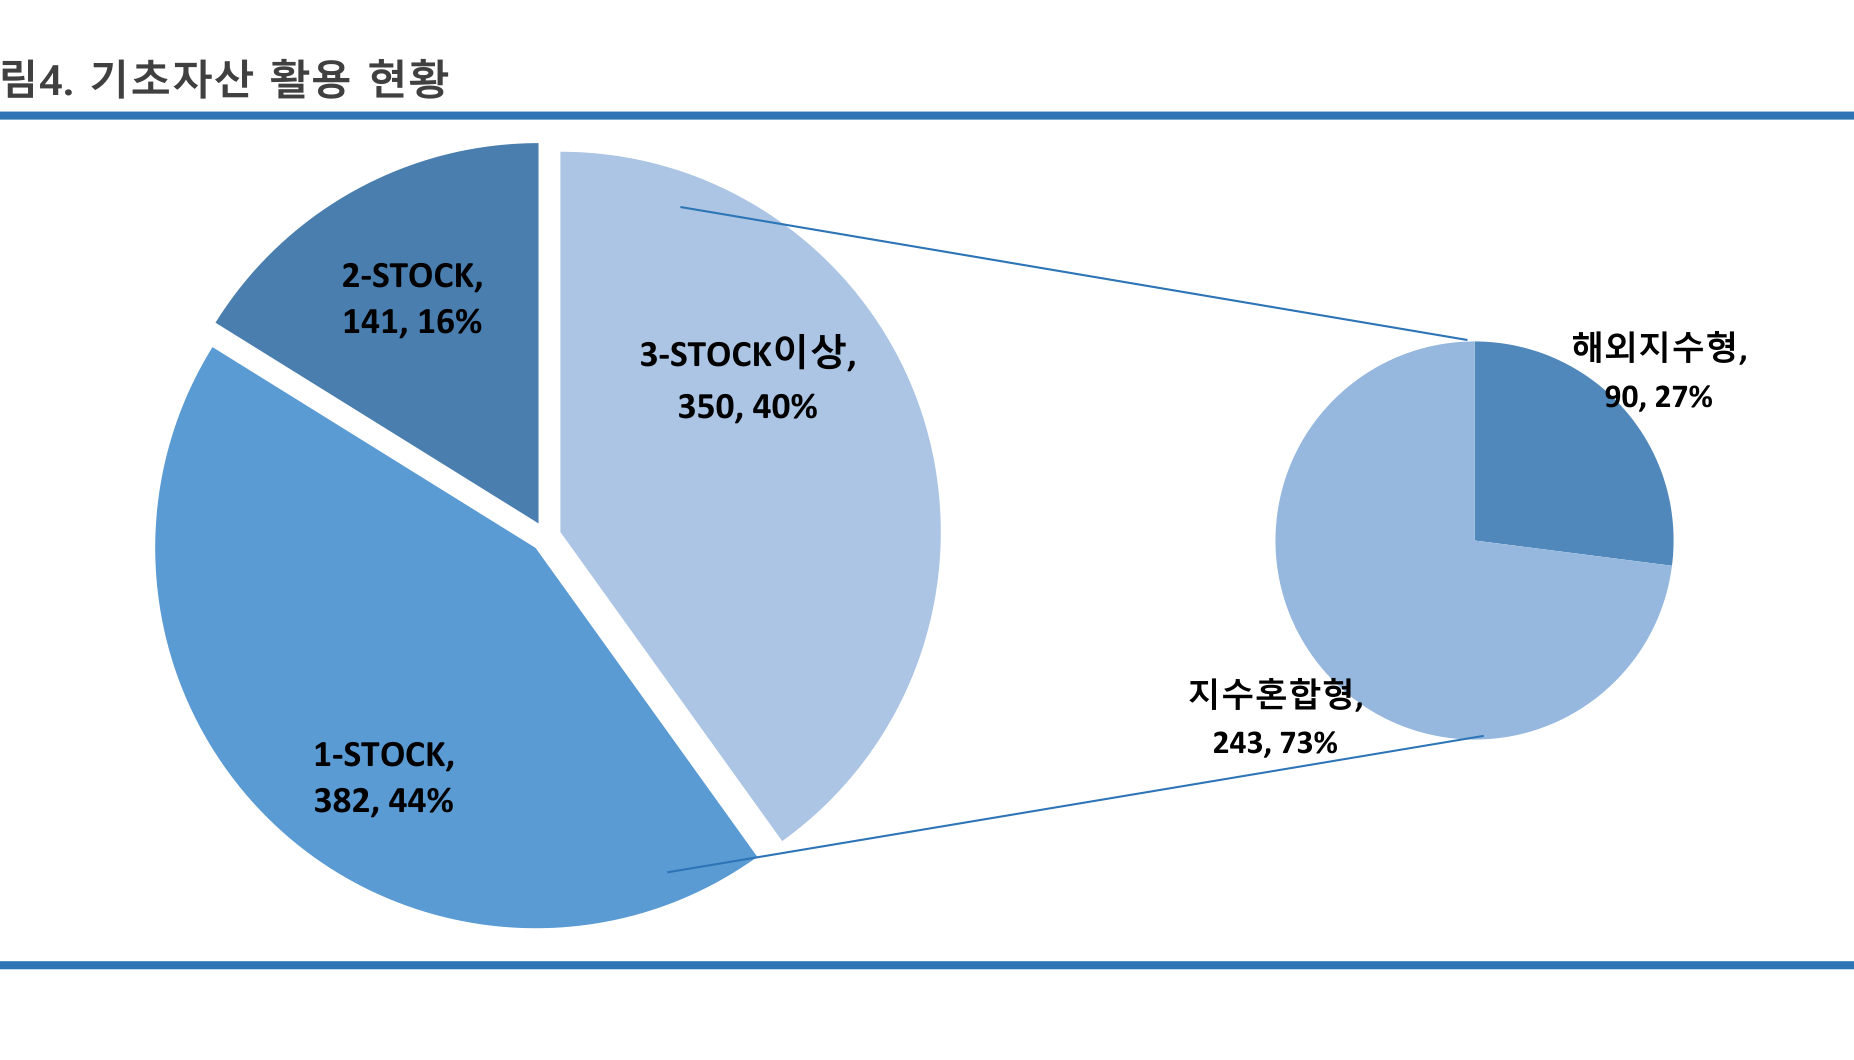 림4. 기초자산 활용 현황
2-STOCK,
141, 16%
3-STOCK이상,
350, 40%
1-STOCK,
382, 44%
해외지수형,
90, 27%
지수혼합형,
243, 73%